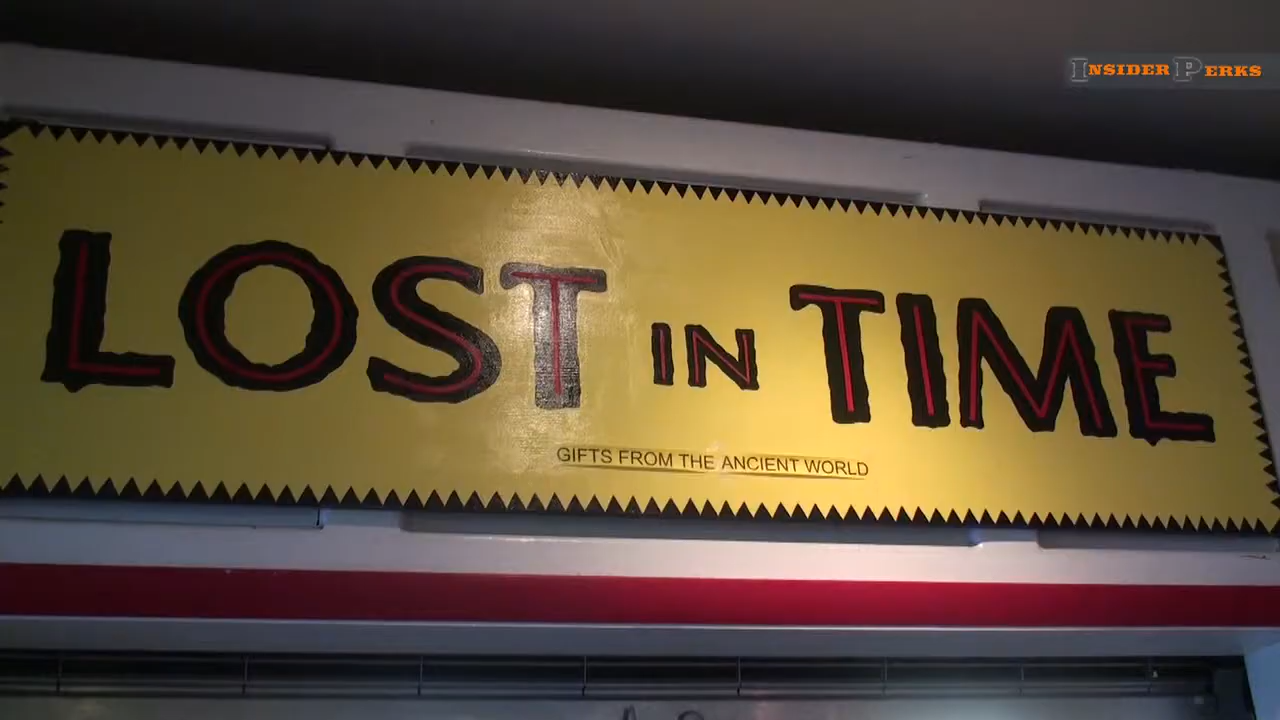 INSIDER PERKS
LOST IN TIME
GIFTS FROM THE ANCIENT WORLD